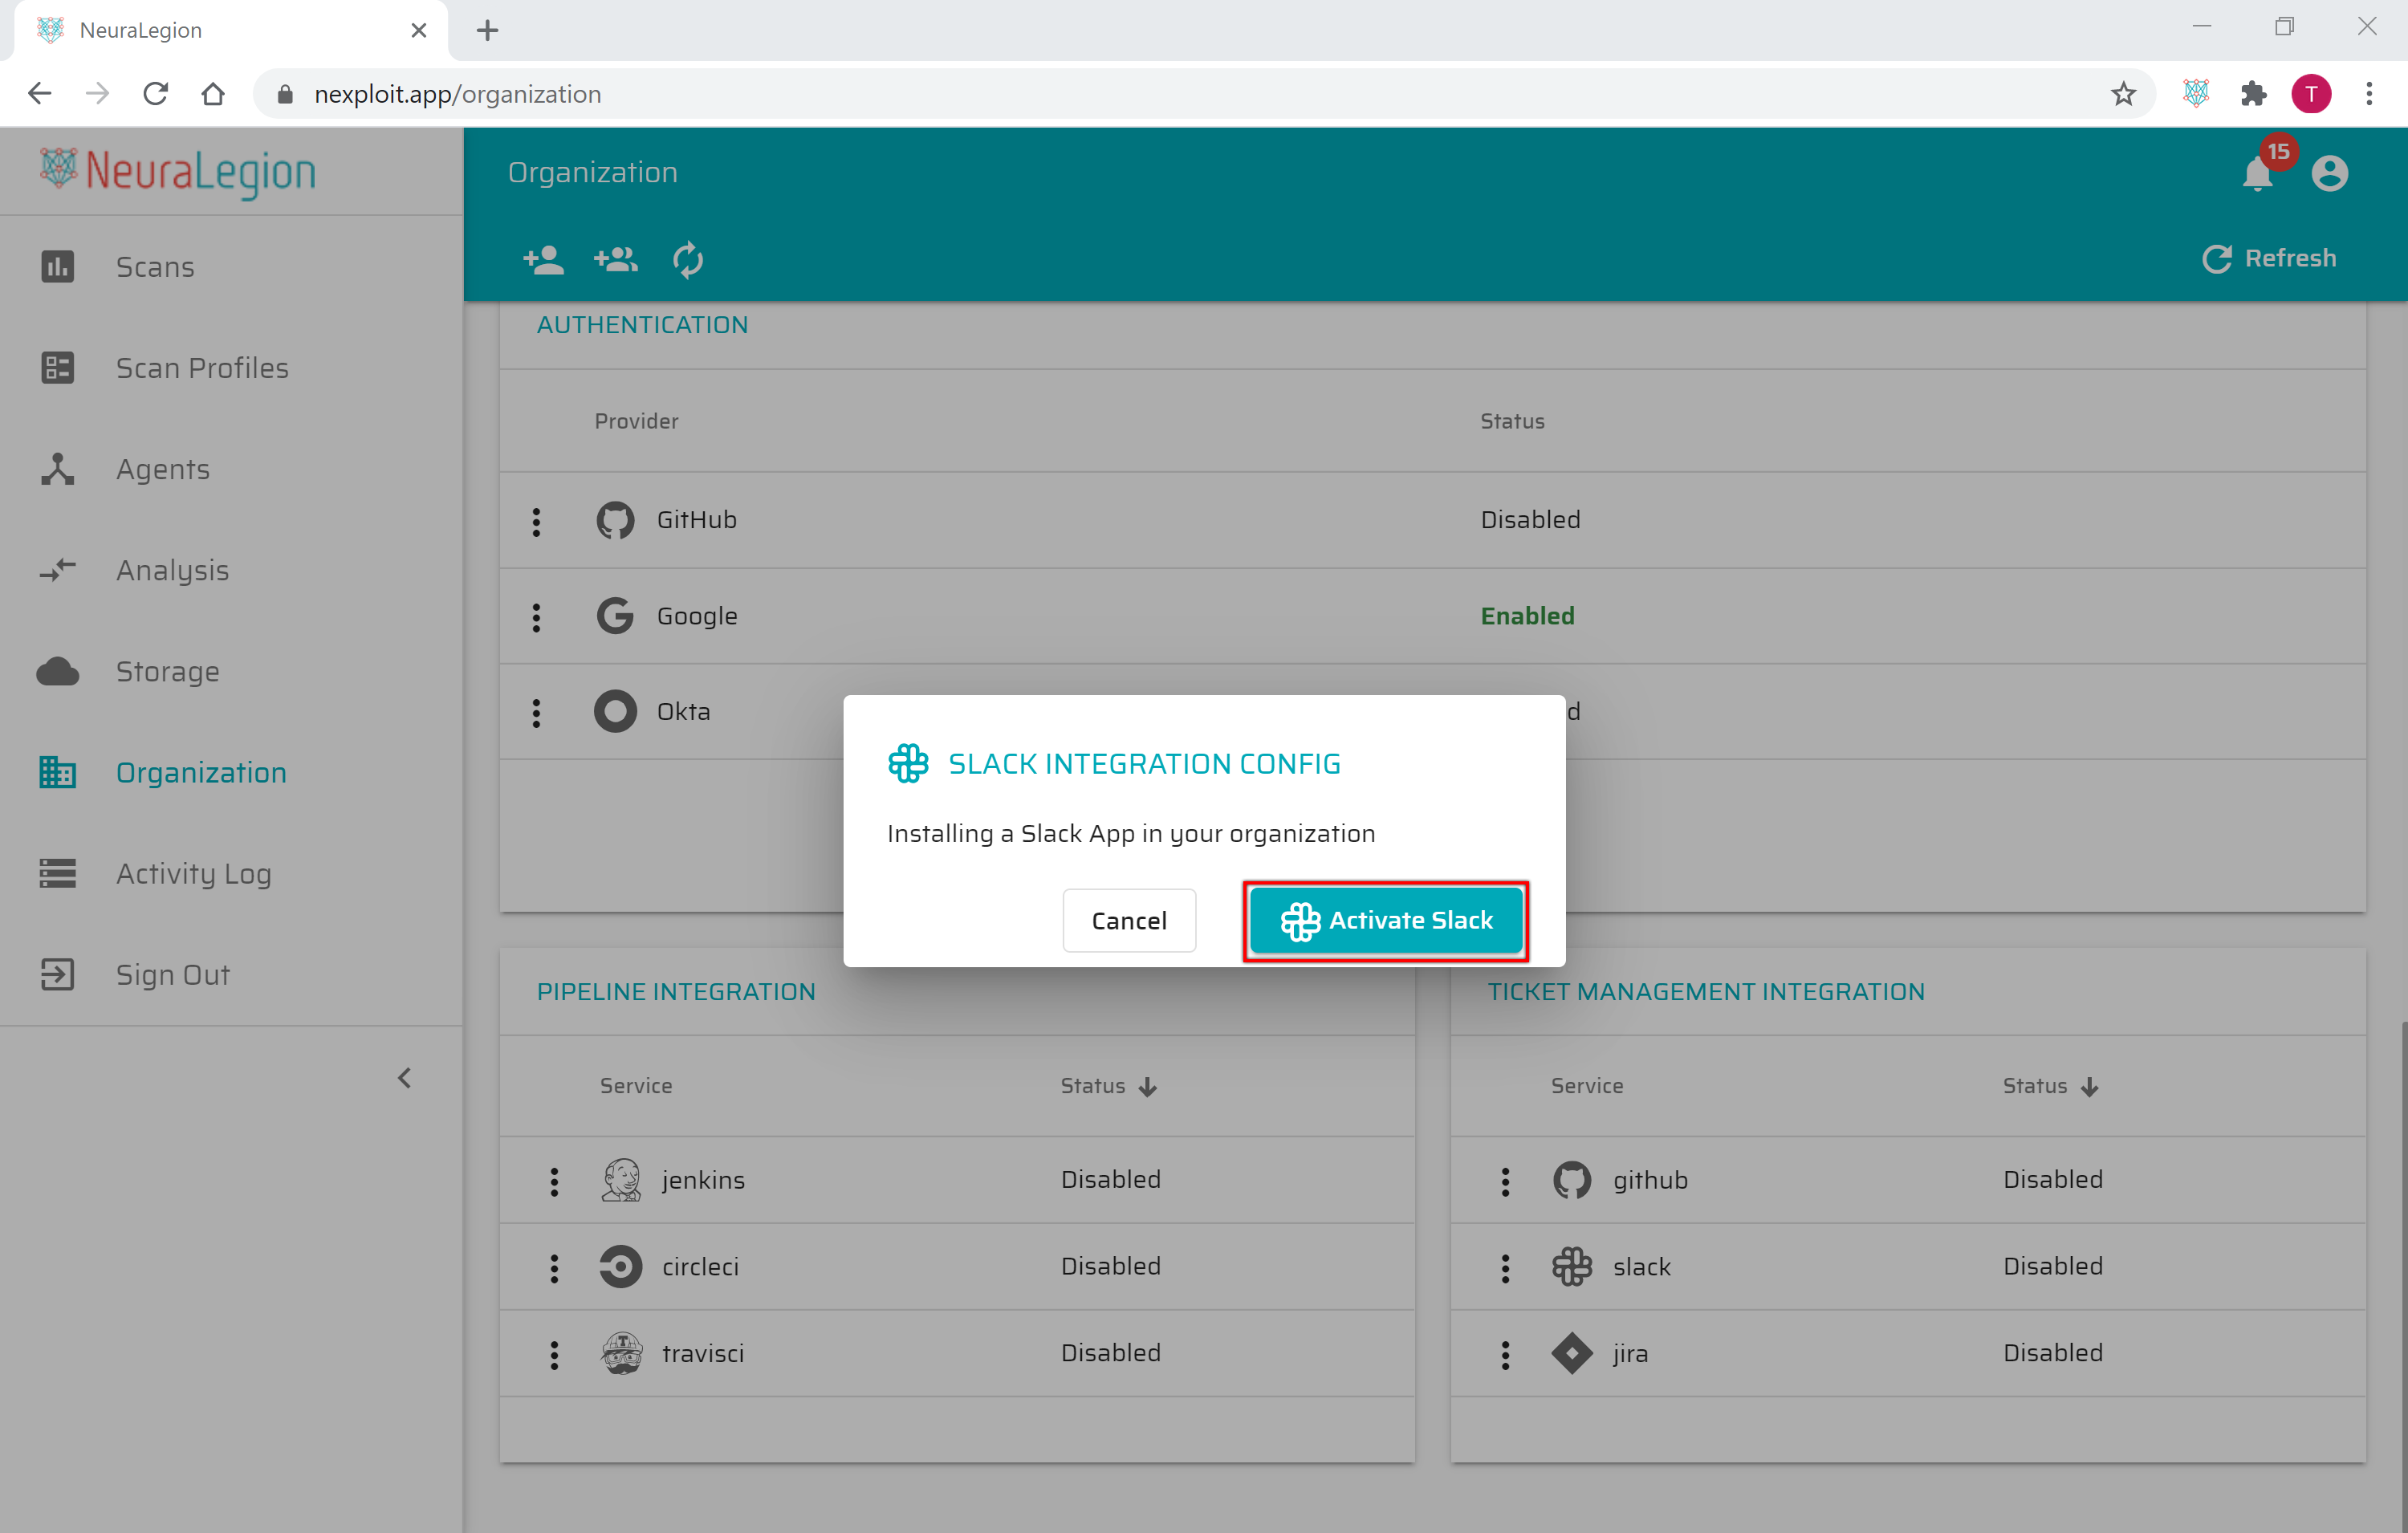 NeuraLegion
nexploit.app/organization
T
NeuraLegion
Organization
15
Refresh
Scans
Scan Profiles
Agents
Analysis
Storage
Organization
Activity Log
Sign Out
AUTHENTICATION
Provider Status
GitHub Disabled
Google Enabled
Okta d
SLACK INTEGRATION CONFIG
Installing a Slack App in your organization
Cancel Activate Slack
PIPELINE INTEGRATION
Service Status
jenkins Disabled
circleci Disabled
travisci Disabled
TICKET MANAGEMENT INTEGRATION
Service Status
github Disabled
slack Disabled
jira Disabled